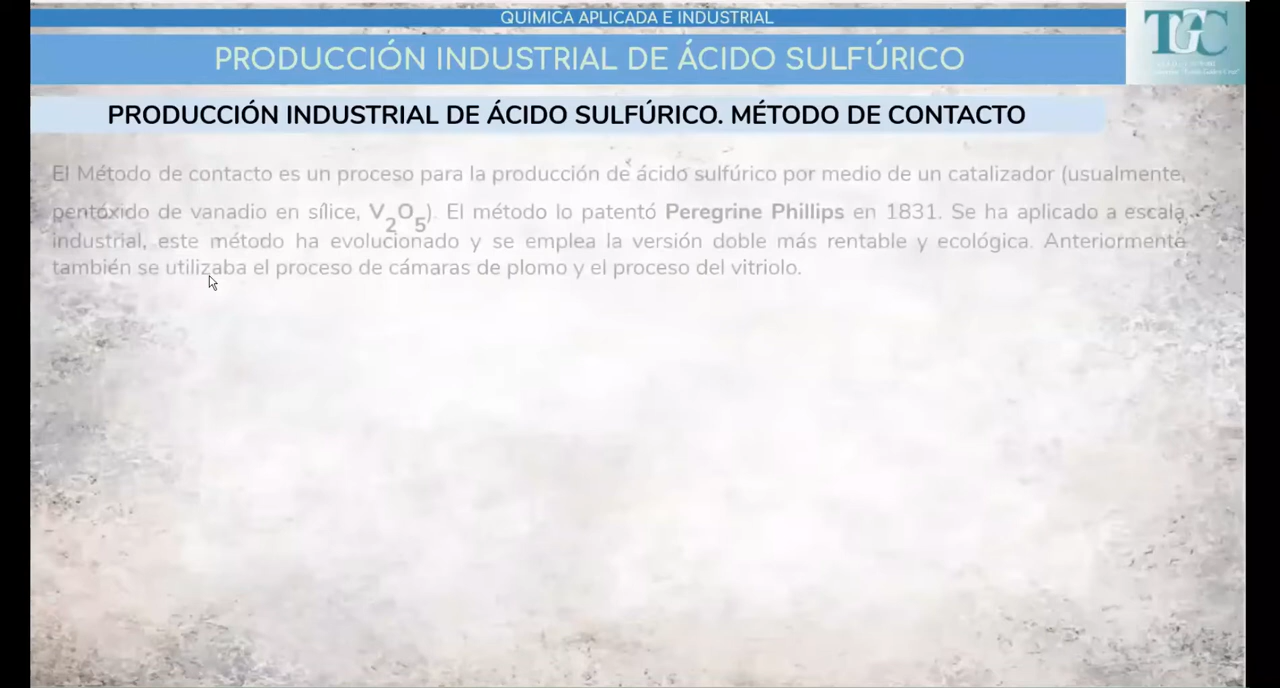 QUIMICA APLICADA E INDUSTRIAL
PRODUCCIÓN INDUSTRIAL DE ÁCIDO SULFÚRICO
TGC
PRODUCCIÓN INDUSTRIAL DE ÁCIDO SULFÚRICO. MÉTODO DE CONTACTO
El Método de contacto es un proceso para la producción de ácido sulfúrico por medio de un catalizador (usualmente,
pentóxido de vanadio en sílice, V2O5). El método lo patentó Peregrine Phillips en 1831. Se ha aplicado a escala
industrial, este método ha evolucionado y se emplea la versión doble más rentable y ecológica. Anteriormente
también se utilizaba el proceso de cámaras de plomo y el proceso del vitriolo.